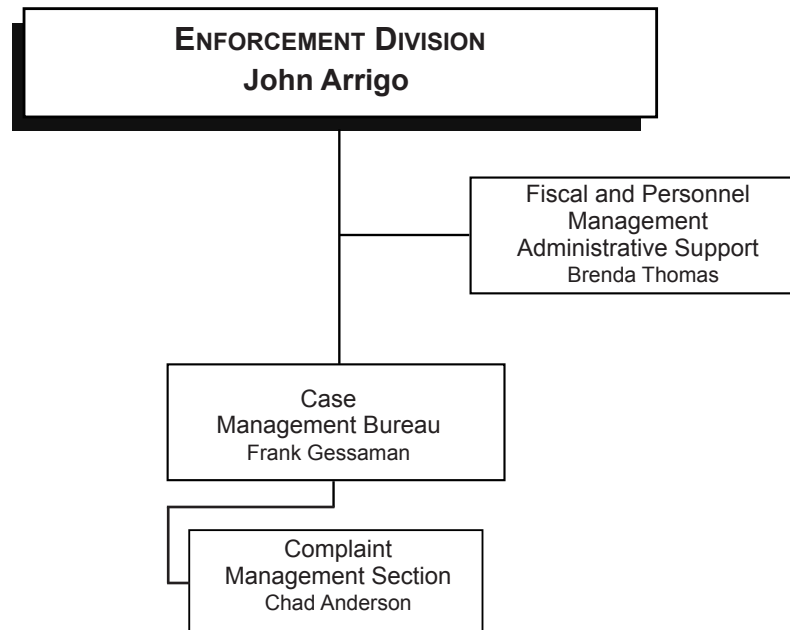 ENFORCEMENT DIVISION
John Arrigo
Fiscal and Personnel
Management
Administrative Support
Brenda Thomas
Case
Management Bureau
Frank Gessaman
Complaint
Management Section
Chad Anderson